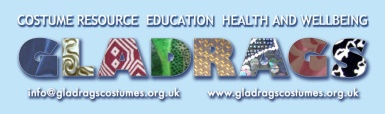 COSTUME RESOURCE EDUCATION HEALTH AND WELLBEING
GLADRAGS
info@gladragscostumes.org.uk www.gladragscostumes.org.uk